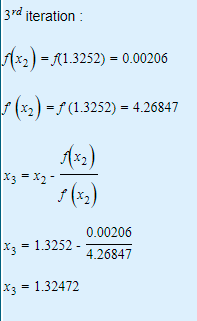 3rd iteration :
f(x2) = f(1.3252) = 0.00206
f'(x2) = f'(1.3252) = 4.26847
x3 = x2 - f(x2) / f'(x2)
x3 = 1.3252 - 0.00206 / 4.26847
x3 = 1.32472